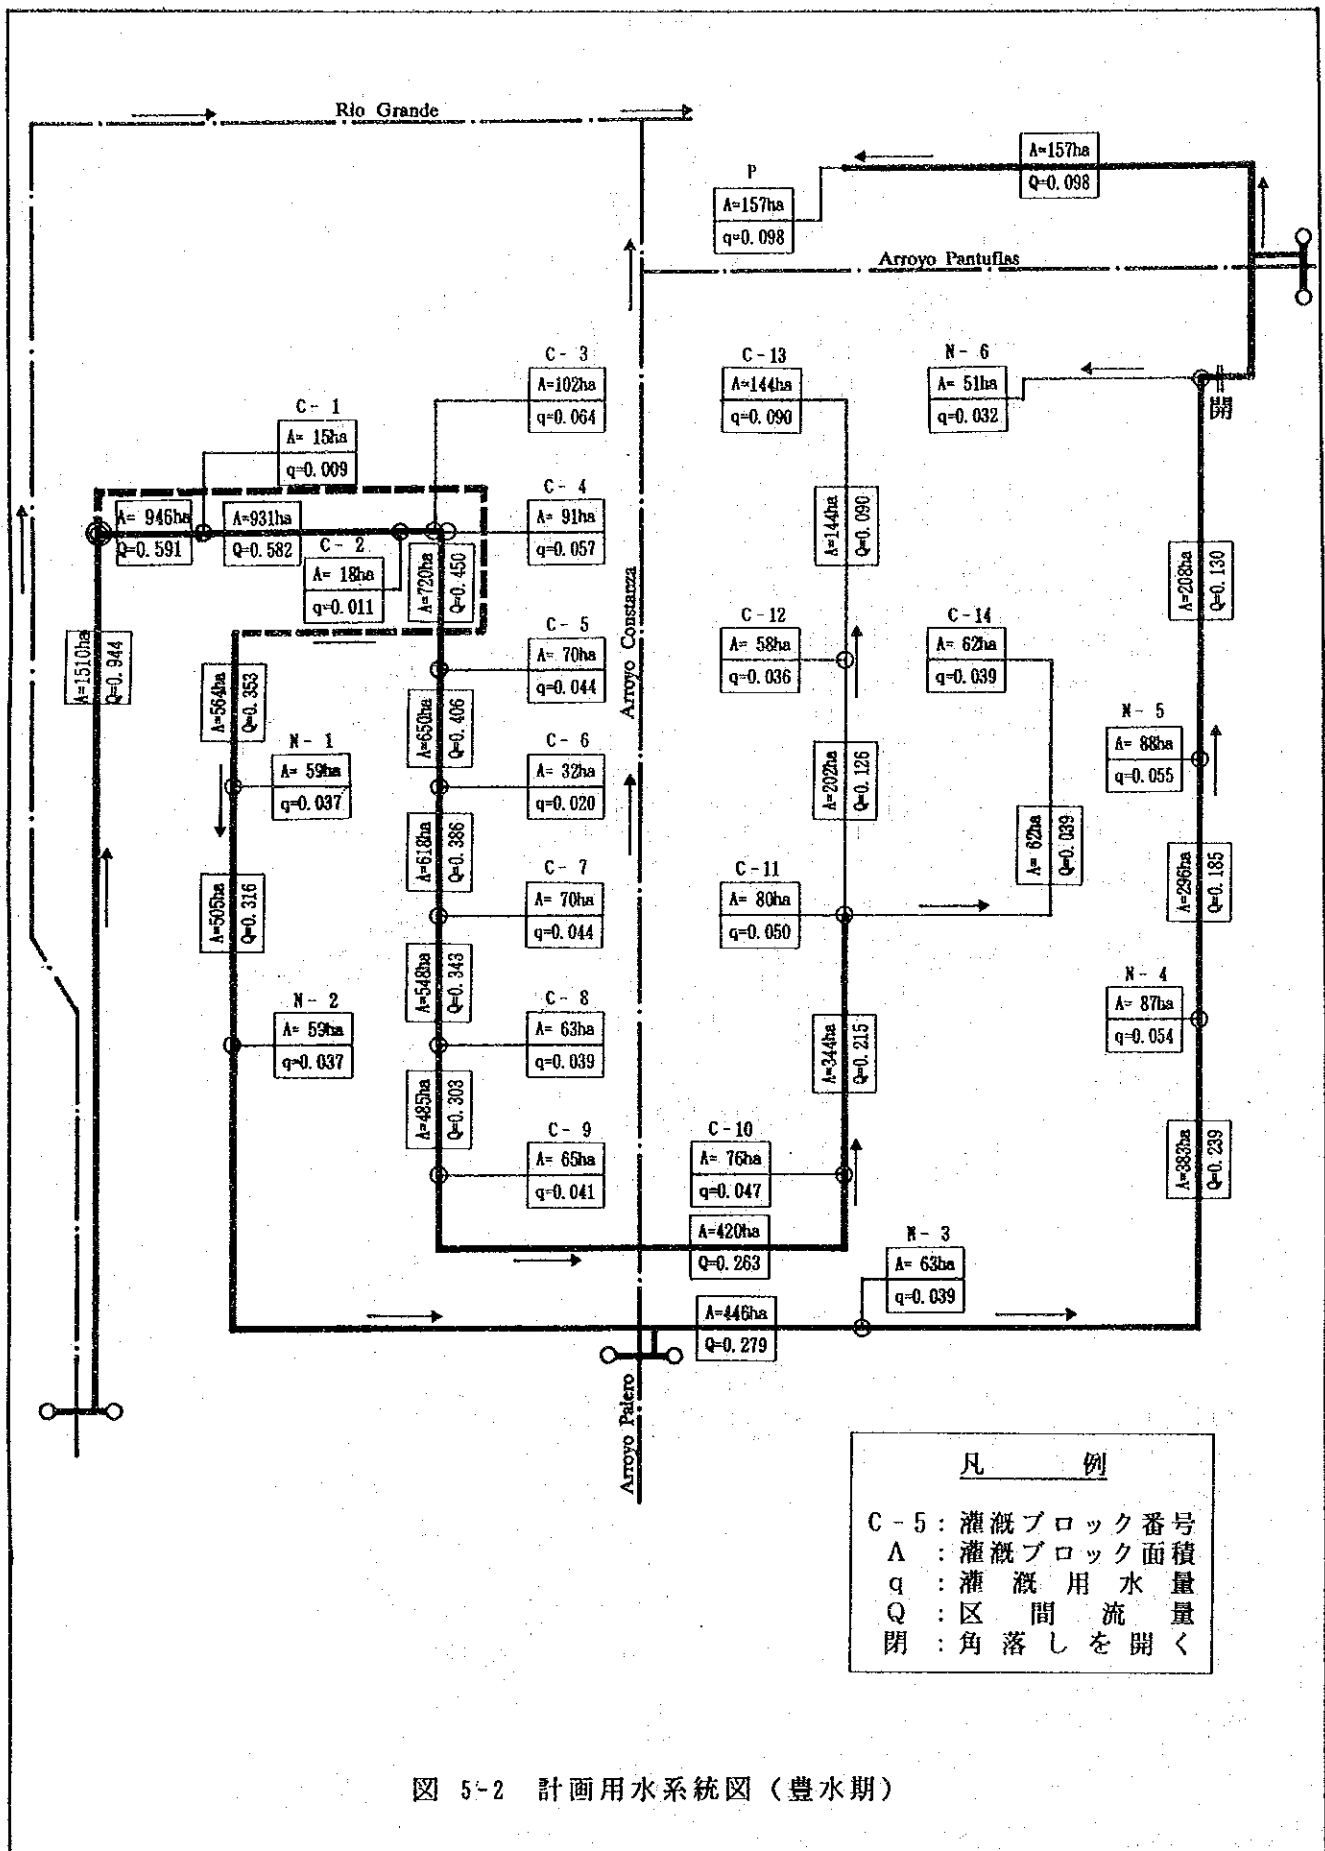 Rio Grande
A=157ha
Q=0.098
P
A=157ha
q=0.098
Arroyo Pantuflas
C- 3
A=102ha
q=0.064
C-13
A=144ha
q=0.090
N- 6
A= 51ha
q=0.032
開
C- 1
A= 15ha
q=0.009
C- 4
A= 91ha
q=0.057
A= 946ha
Q=0.591
A=931ha
Q=0.582
C- 2
A= 18ha
q=0.011
A=720ha
Q=0.450
A=144ha
Q=0.090
A=208ha
Q=0.130
Arroyo Constanza
A=1510ha
Q=0.944
A=564ha
Q=0.353
C- 5
A= 70ha
q=0.044
C-12
A= 58ha
q=0.036
C-14
A= 62ha
q=0.039
A=650ha
Q=0.406
N- 1
A= 59ha
q=0.037
C- 6
A= 32ha
q=0.020
A=202ha
Q=0.126
N- 5
A= 88ha
q=0.055
A=618ha
Q=0.386
A= 62ha
Q=0.039
A=296ha
Q=0.185
A=505ha
Q=0.316
C- 7
A= 70ha
q=0.044
C-11
A= 80ha
q=0.050
A=548ha
Q=0.343
N- 2
A= 59ha
q=0.037
C- 8
A= 63ha
q=0.039
A=344ha
Q=0.215
N- 4
A= 87ha
q=0.054
A=485ha
Q=0.303
C- 9
A= 65ha
q=0.041
C-10
A= 76ha
q=0.047
A=383ha
Q=0.239
A=420ha
Q=0.263
N- 3
A= 63ha
q=0.039
A=446ha
Q=0.279
Arroyo Palero
凡 例
C-5:灌漑ブロック番号
A :灌漑ブロック面積
q :灌漑用水量
Q :区間流量
閉 :角落しを開く
図 5-2 計画用水系統図(豊水期)